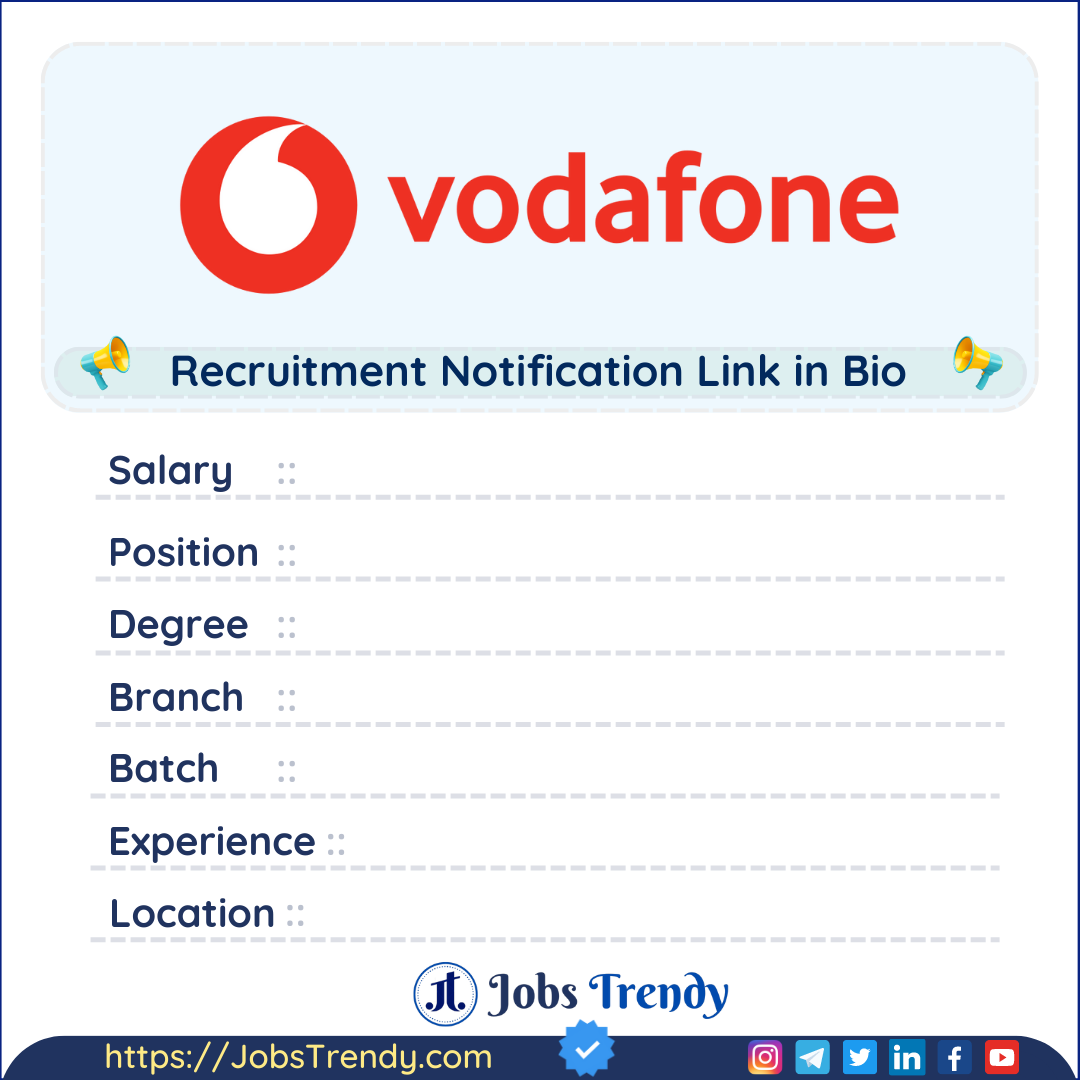 vodafone
Recruitment Notification Link in Bio
Salary ::
Position ::
Degree ::
Branch ::
Batch ::
Experience ::
Location ::
Jobs Trendy
https://JobsTrendy.com